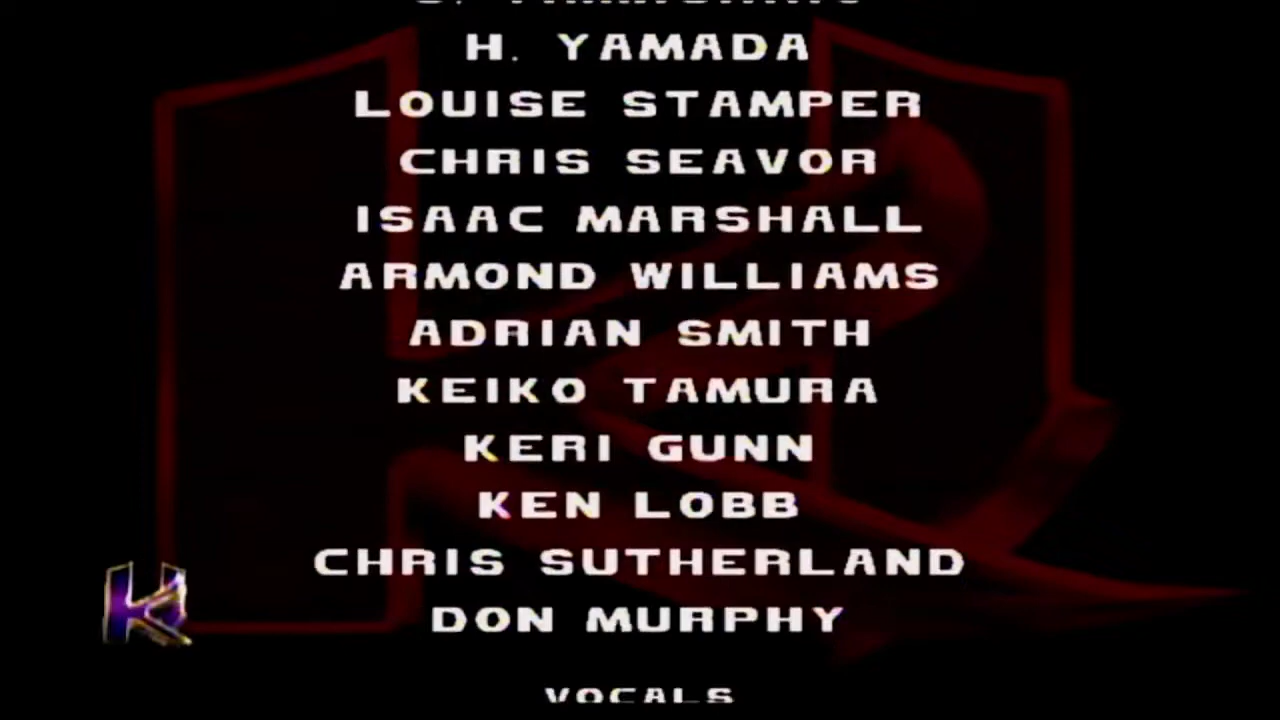 H. YAMADA
LOUISE STAMPER
CHRIS SEAVOR
ISAAC MARSHALL
ARMOND WILLIAMS
ADRIAN SMITH
KEIKO TAMURA
KERI GUNN
KEN LOBB
CHRIS SUTHERLAND
DON MURPHY
VOCALS